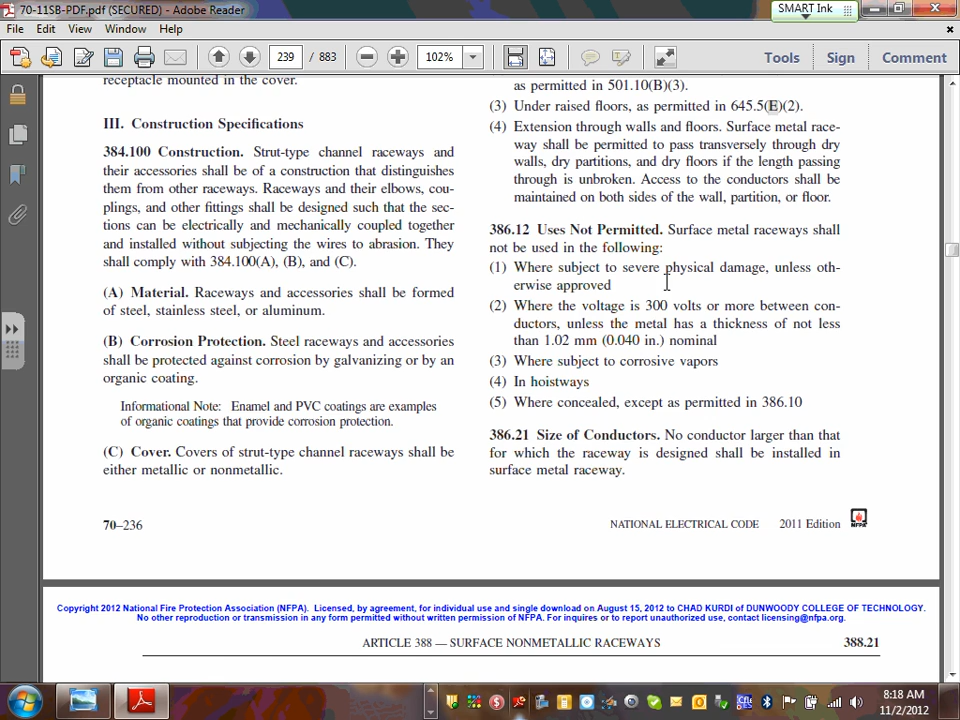 70-11SB-PDF.pdf (SECURED) - Adobe Reader
SMART Ink
File Edit View Window Help
239 / 883
102%
Tools Sign Comment
receptacle mounted in the cover.
III. Construction Specifications
384.100 Construction. Strut-type channel raceways and
their accessories shall be of a construction that distinguishes
them from other raceways. Raceways and their elbows, cou-
plings, and other fittings shall be designed such that the sec-
tions can be electrically and mechanically coupled together
and installed without subjecting the wires to abrasion. They
shall comply with 384.100(A), (B), and (C).
(A) Material. Raceways and accessories shall be formed
of steel, stainless steel, or aluminum.
(B) Corrosion Protection. Steel raceways and accessories
shall be protected against corrosion by galvanizing or by an
organic coating.
Informational Note: Enamel and PVC coatings are examples
of organic coatings that provide corrosion protection.
(C) Cover. Covers of strut-type channel raceways shall be
either metallic or nonmetallic.
as permitted in 501.10(B)(3).
(3) Under raised floors, as permitted in 645.5(E)(2).
(4) Extension through walls and floors. Surface metal race-
way shall be permitted to pass transversely through dry
walls, dry partitions, and dry floors if the length passing
through is unbroken. Access to the conductors shall be
maintained on both sides of the wall, partition, or floor.
386.12 Uses Not Permitted. Surface metal raceways shall
not be used in the following:
(1) Where subject to severe physical damage, unless oth-
erwise approved
(2) Where the voltage is 300 volts or more between con-
ductors, unless the metal has a thickness of not less
than 1.02 mm (0.040 in.) nominal
(3) Where subject to corrosive vapors
(4) In hoistways
(5) Where concealed, except as permitted in 386.10
386.21 Size of Conductors. No conductor larger than that
for which the raceway is designed shall be installed in
surface metal raceway.
70–236
NATIONAL ELECTRICAL CODE 2011 Edition
NFPA
Copyright 2012 National Fire Protection Association (NFPA). Licensed, by agreement, for individual use and single download on August 15, 2012 to CHAD KURDI of DUNWOODY COLLEGE OF TECHNOLOGY.
No other reproduction or transmission in any form permitted without written permission of NFPA. For inquires or to report unauthorized use, contact licensing@nfpa.org.
ARTICLE 388 — SURFACE NONMETALLIC RACEWAYS 388.21
8:18 AM
11/2/2012